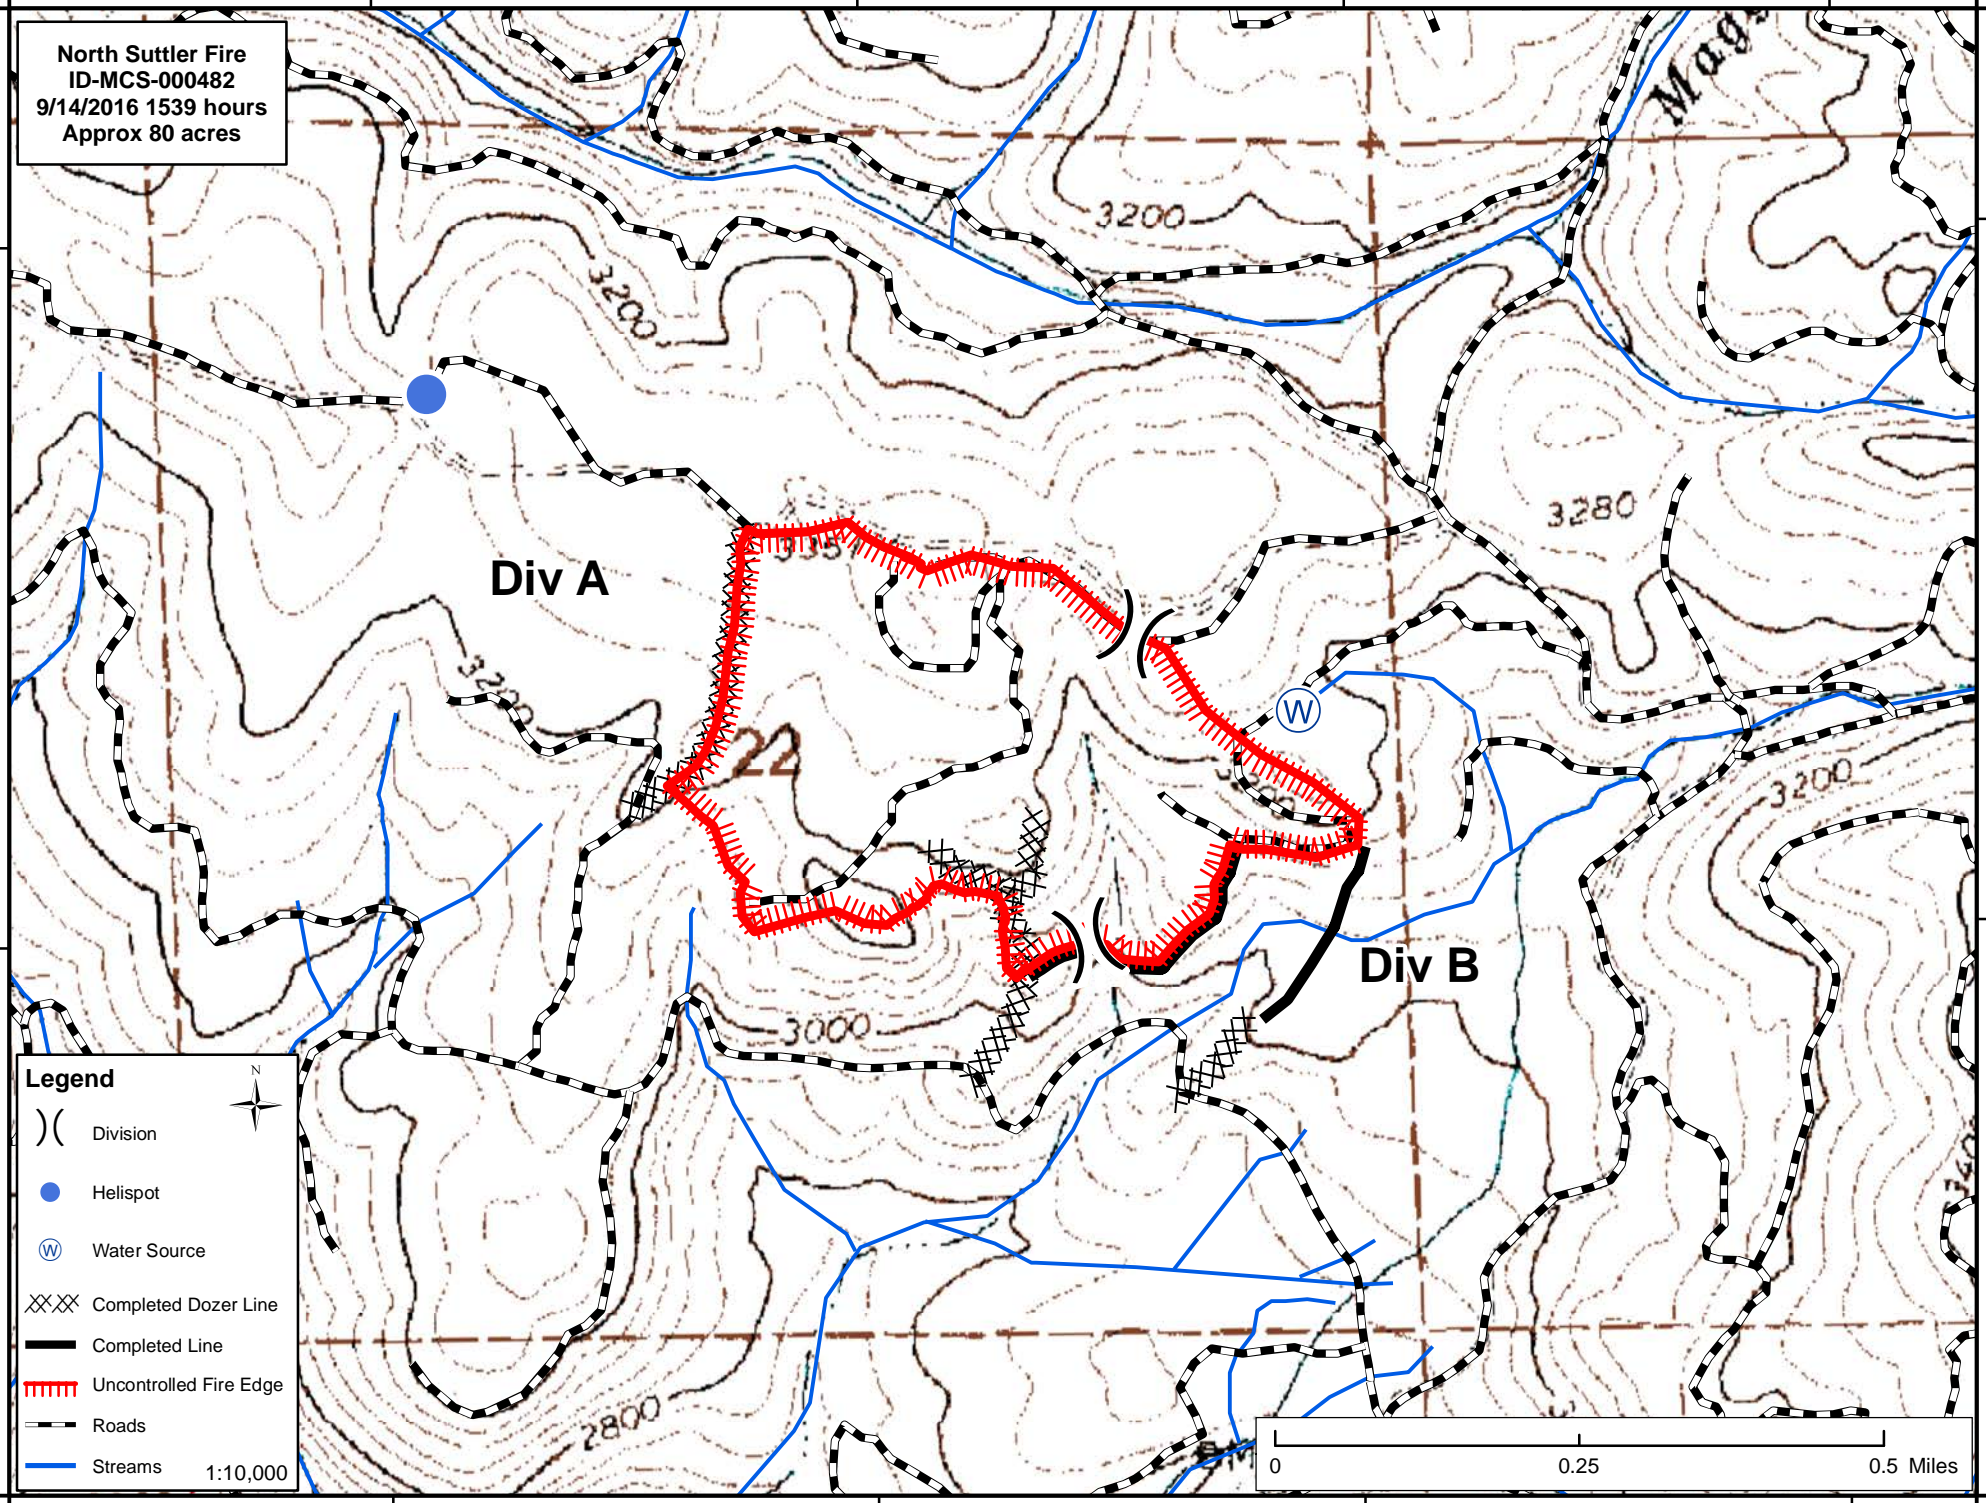 North Suttler Fire
ID-MCS-000482
9/14/2016 1539 hours
Approx 80 acres
3200
3200
3280
Div A
3200
22
3200
Div B
3000
2800
W
Legend
N
Division
Helispot
W Water Source
Completed Dozer Line
Completed Line
Uncontrolled Fire Edge
Roads
Streams 1:10,000
0 0.25 0.5 Miles